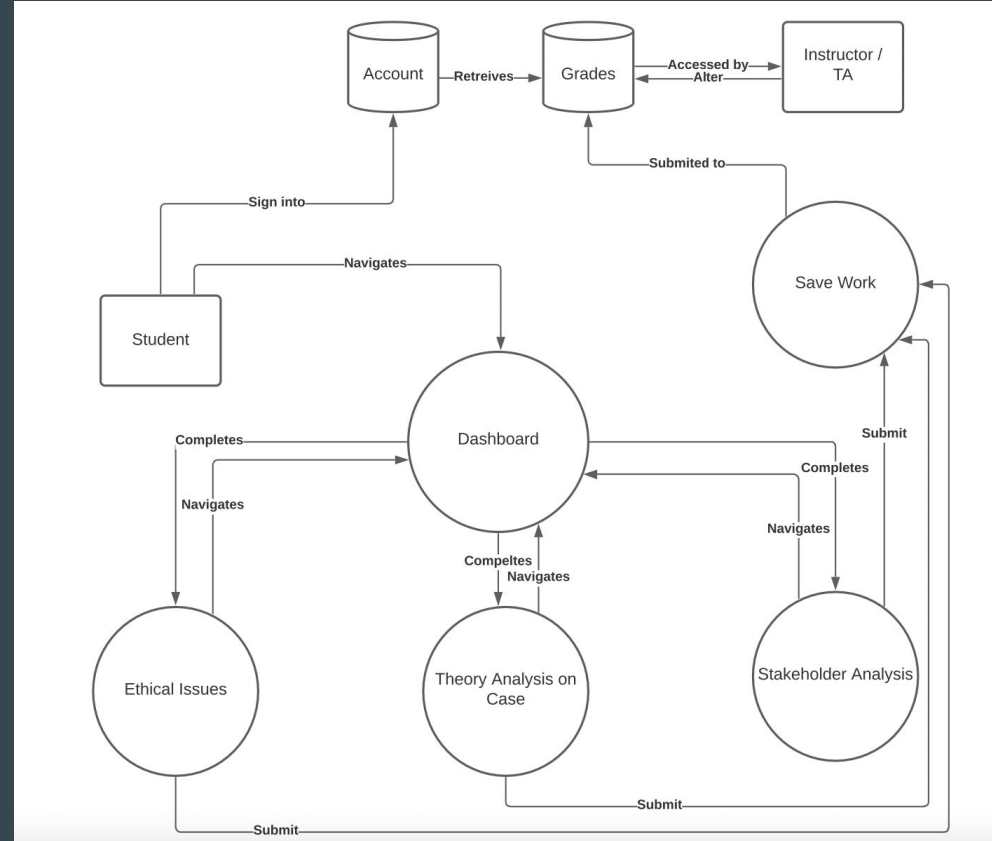 Account
Retreives
Grades
Accessed by
Alter
Instructor /
TA
Submited to
Sign into
Navigates
Save Work
Student
Dashboard
Completes
Submit
Completes
Navigates
Navigates
Compeltes
Navigates
Ethical Issues
Theory Analysis on
Case
Stakeholder Analysis
Submit
Submit